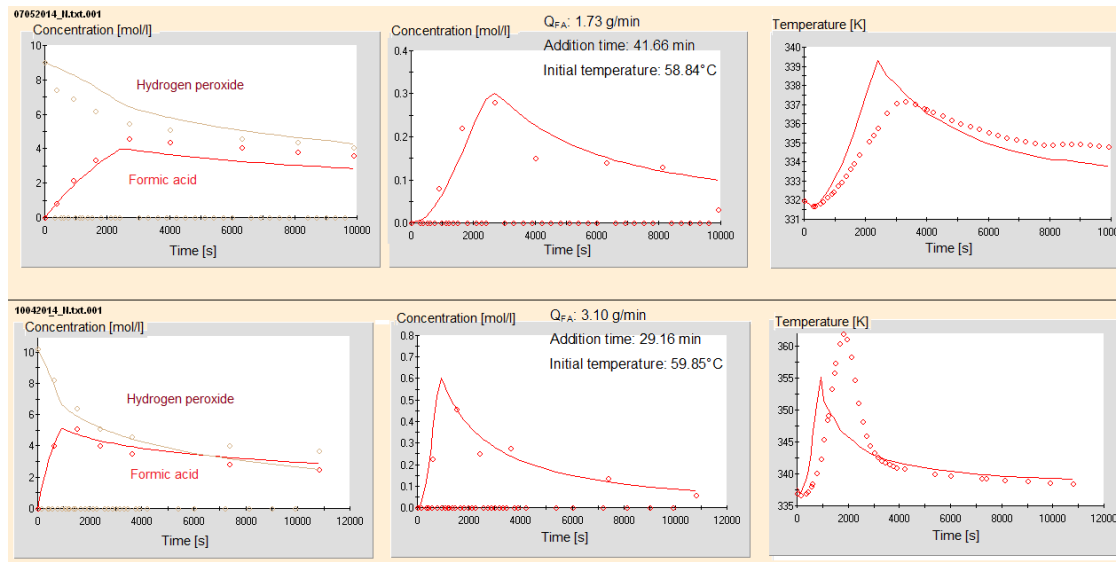 07052014_II.txt.001
Concentration [mol/l]
10
8
6
4
2
0
0 2000 4000 6000 8000 10000
Hydrogen peroxide
Formic acid
Time [s]
Concentration [mol/l]
0.4
0.3
0.2
0.1
0.0
0 2000 4000 6000 8000 10000
Time [s]
QFA: 1.73 g/min
Addition time: 41.66 min
Initial temperature: 58.84°C
Temperature [K]
340
339
337
336
335
334
332
331
0 2000 4000 6000 8000 10000
Time [s]
10042014_II.txt.001
Concentration [mol/l]
10
8
6
4
2
0
0 2000 4000 6000 8000 10000 12000
Hydrogen peroxide
Formic acid
Time [s]
Concentration [mol/l]
0.8
0.7
0.6
0.5
0.4
0.3
0.2
0.1
0.0
0 2000 4000 6000 8000 10000 12000
Time [s]
QFA: 3.10 g/min
Addition time: 29.16 min
Initial temperature: 59.85°C
Temperature [K]
360
355
350
345
340
335
0 2000 4000 6000 8000 10000 12000
Time [s]